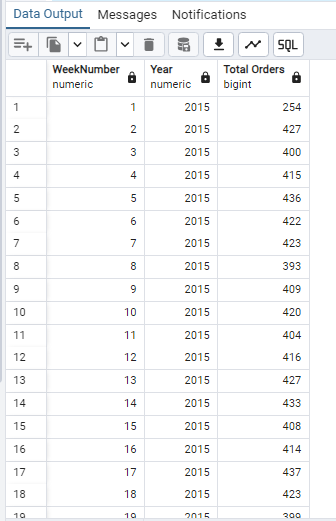 Data Output Messages Notifications
SQL
WeekNumber Year Total Orders
numeric numeric bigint
1 1 2015 254
2 2 2015 427
3 3 2015 400
4 4 2015 415
5 5 2015 436
6 6 2015 422
7 7 2015 423
8 8 2015 393
9 9 2015 409
10 10 2015 420
11 11 2015 404
12 12 2015 416
13 13 2015 427
14 14 2015 433
15 15 2015 408
16 16 2015 414
17 17 2015 437
18 18 2015 423
19 19 2015 399